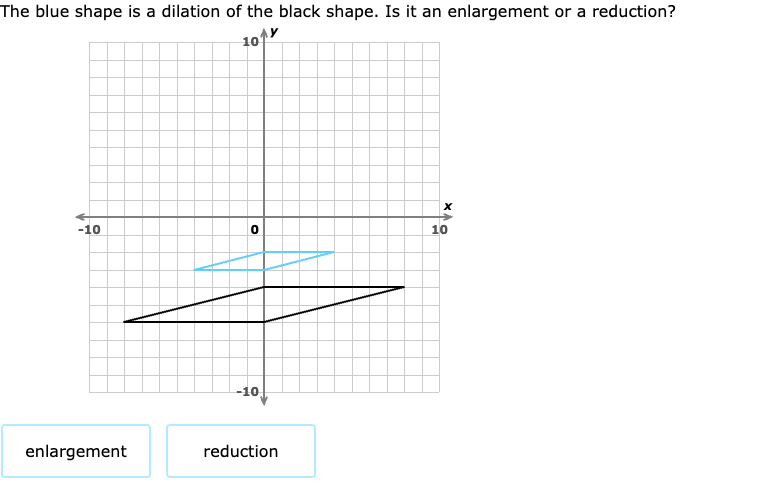 The blue shape is a dilation of the black shape. Is it an enlargement or a reduction?
y
10
x
-10
0
10
-10
enlargement
reduction